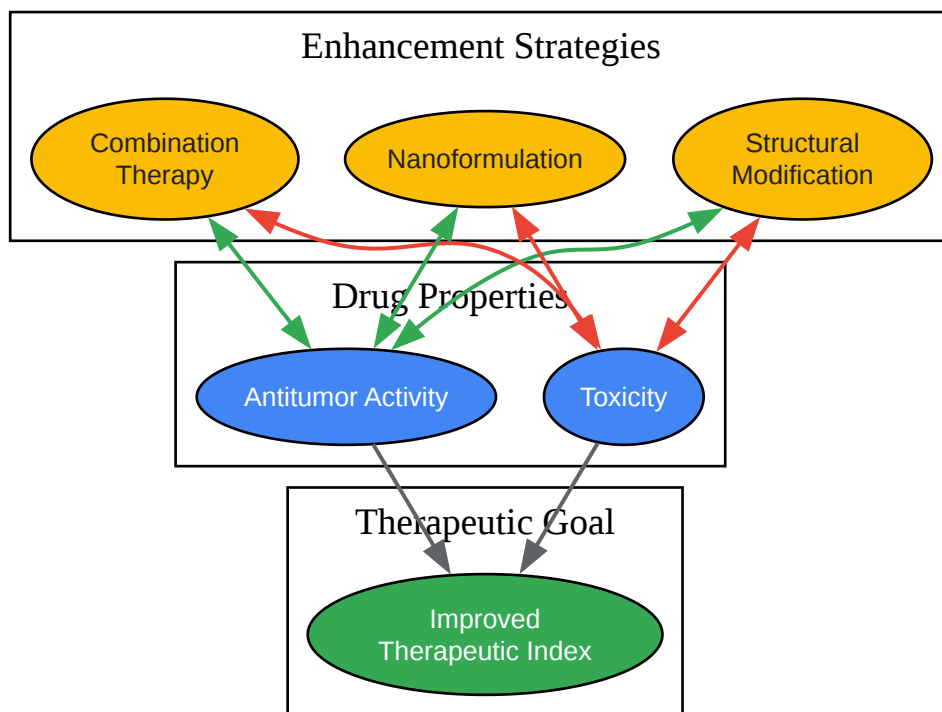 Enhancement Strategies
Combination
Therapy
Nanoformulation
Structural
Modification
Drug Properties
Antitumor Activity
Toxicity
Therapeutic Goal
Improved
Therapeutic Index